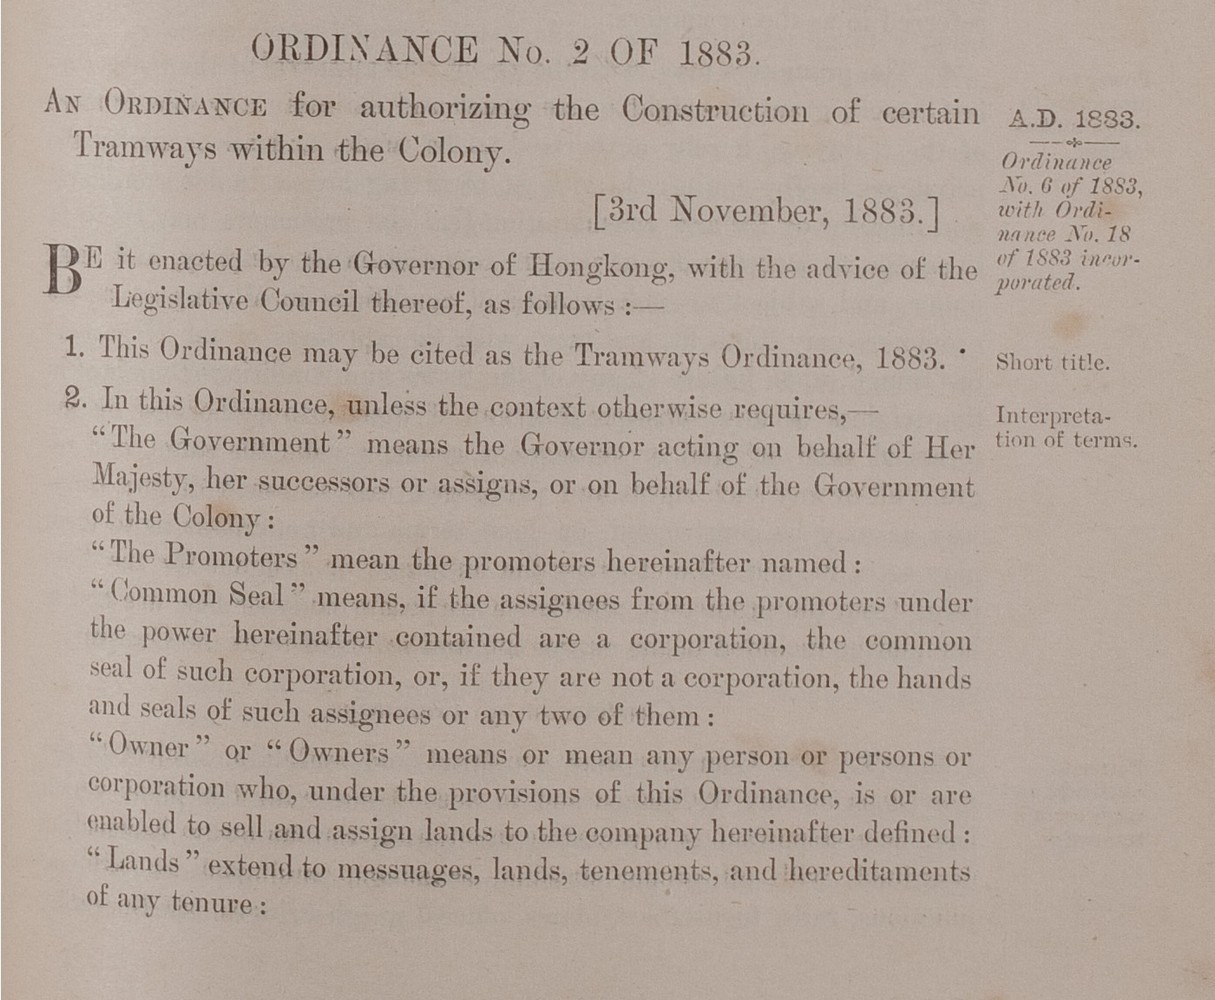 ORDINANCE No. 2 OF 1883.
AN ORDINANCE for authorizing the Construction of certain
Tramways within the Colony.
A.D. 1883.
Ordinance
No. 6 of 1883,
with Ordi-
nance No. 18
of 1883 incor-
porated.
[3rd November, 1883.]
BE it enacted by the Governor of Hongkong, with the advice of the
Legislative Council thereof, as follows :—
1. This Ordinance may be cited as the Tramways Ordinance, 1883.
Short title.
2. In this Ordinance, unless the context otherwise requires,—
Interpreta-
tion of terms.
“The Government” means the Governor acting on behalf of Her
Majesty, her successors or assigns, or on behalf of the Government
of the Colony :
“The Promoters” mean the promoters hereinafter named :
“Common Seal” means, if the assignees from the promoters under
the power hereinafter contained are a corporation, the common
seal of such corporation, or, if they are not a corporation, the hands
and seals of such assignees or any two of them :
“Owner” or “Owners” means or mean any person or persons or
corporation who, under the provisions of this Ordinance, is or are
enabled to sell and assign lands to the company hereinafter defined :
“Lands” extend to messuages, lands, tenements, and hereditaments
of any tenure :